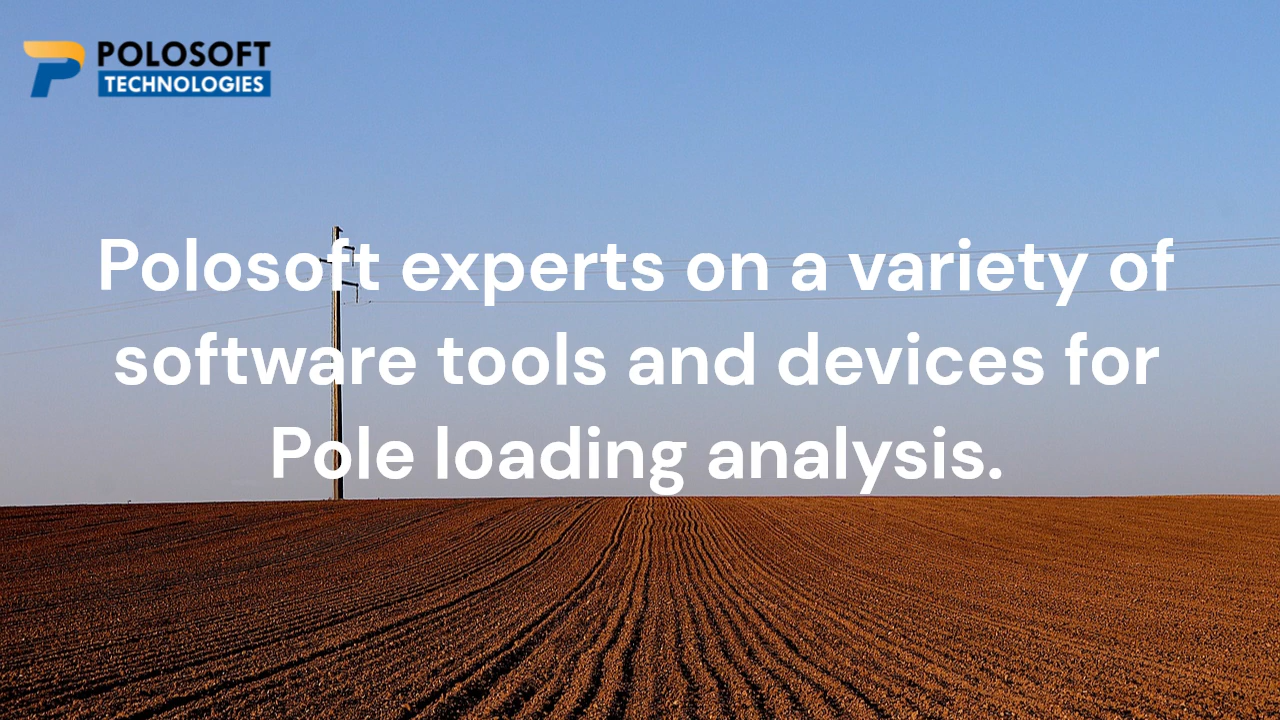 POLOSOFT
TECHNOLOGIES
Polosoft experts on a variety of
software tools and devices for
Pole loading analysis.